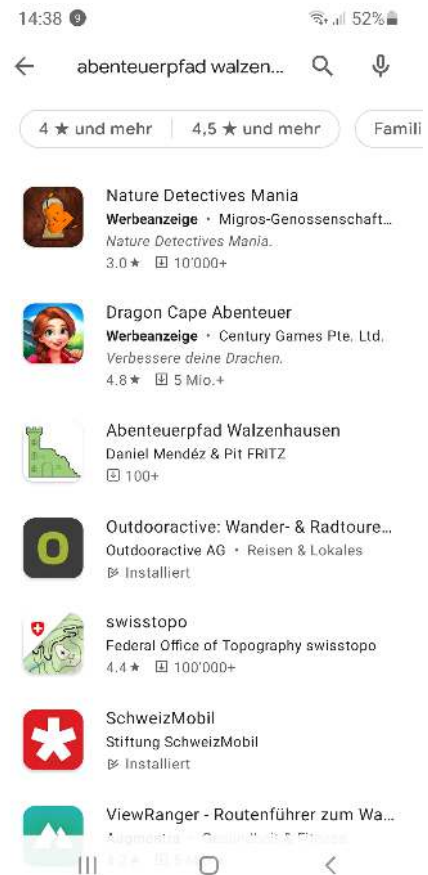 14:38 9 52%
abenteuerpfad walzen...
4 ★ und mehr 4,5 ★ und mehr Famili
Nature Detectives Mania
Werbeanzeige • Migros-Genossenschaft...
Nature Detectives Mania.
3.0★ 10'000+
Dragon Cape Abenteuer
Werbeanzeige • Century Games Pte. Ltd.
Verbessere deine Drachen.
4.8★ 5 Mio.+
Abenteuerpfad Walzenhausen
Daniel Mendéz & Pit FRITZ
100+
Outdooractive: Wander- & Radtoure...
Outdooractive AG • Reisen & Lokales
Installiert
swisstopo
Federal Office of Topography swisstopo
4.4★ 100'000+
SchweizMobil
Stiftung SchweizMobil
Installiert
ViewRanger - Routenführer zum Wa...